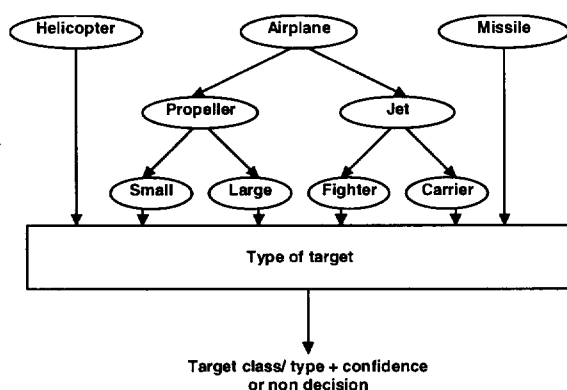 Helicopter
Airplane
Missile
Propeller
Jet
Small
Large
Fighter
Carrier
Type of target
Target class/ type + confidence
or non decision